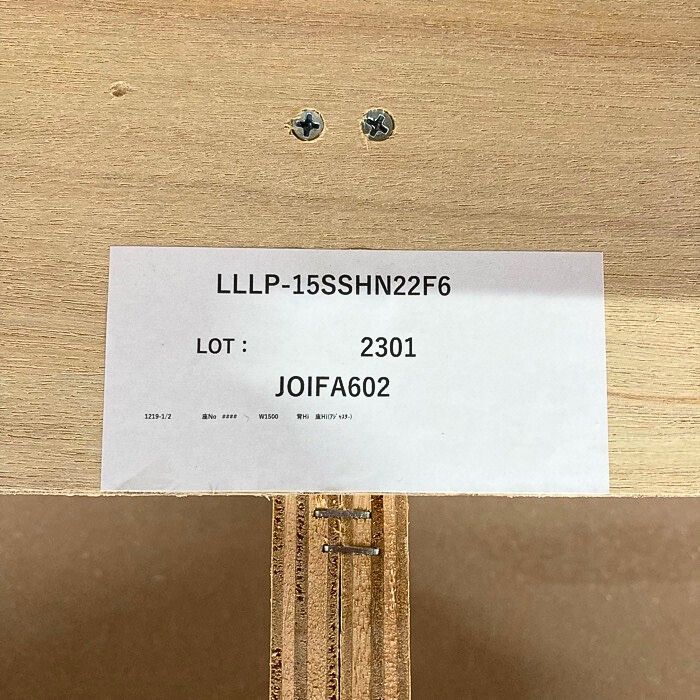 LLLP-15SSHN22F6
LOT： 2301
JOIFA602
1219-1/2 座No #### W1500 背Hi 座Hi(ｱｼﾞｬｽﾀｰ)